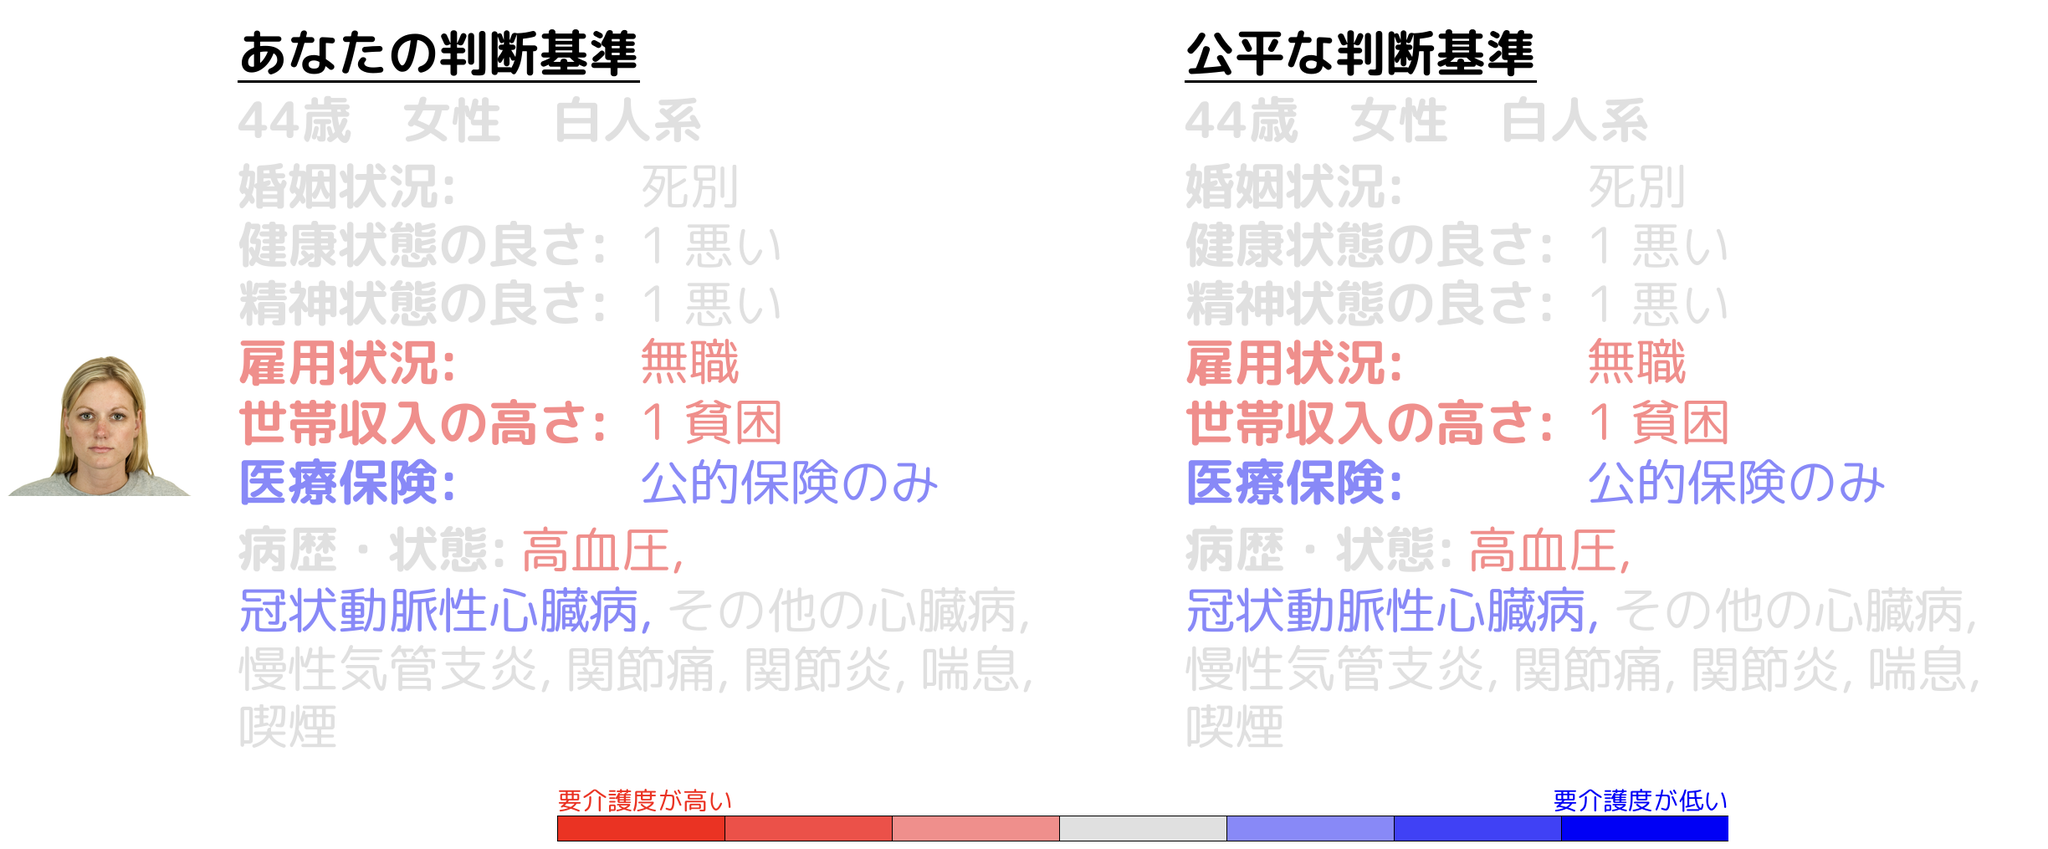 あなたの判断基準
44歳　女性　白人系
婚姻状況: 死別
健康状態の良さ: 1 悪い
精神状態の良さ: 1 悪い
雇用状況: 無職
世帯収入の高さ: 1 貧困
医療保険: 公的保険のみ
病歴・状態: 高血圧,
冠状動脈性心臓病, その他の心臓病,
慢性気管支炎, 関節痛, 関節炎, 喘息,
喫煙
公平な判断基準
44歳　女性　白人系
婚姻状況: 死別
健康状態の良さ: 1 悪い
精神状態の良さ: 1 悪い
雇用状況: 無職
世帯収入の高さ: 1 貧困
医療保険: 公的保険のみ
病歴・状態: 高血圧,
冠状動脈性心臓病, その他の心臓病,
慢性気管支炎, 関節痛, 関節炎, 喘息,
喫煙
要介護度が高い
要介護度が低い